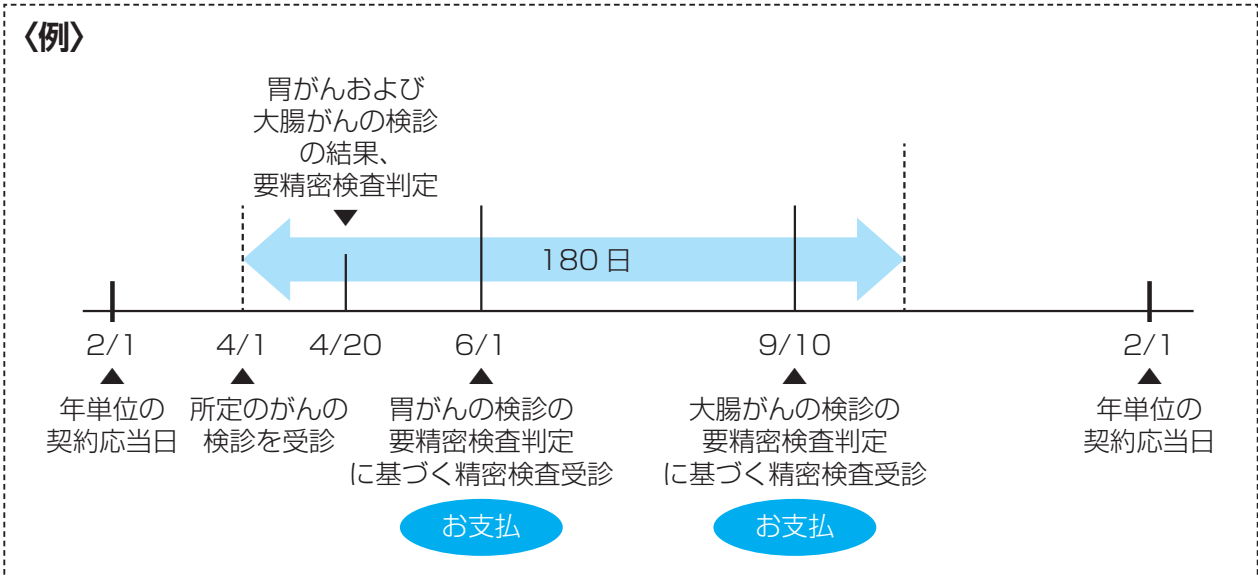 〈例〉
胃がんおよび
大腸がんの検診
の結果、
要精密検査判定
180日
2/1
4/1
4/20
6/1
9/10
2/1
年単位の
契約応当日
所定のがんの
検診を受診
胃がんの検診の
要精密検査判定
に基づく精密検査受診
お支払
大腸がんの検診の
要精密検査判定
に基づく精密検査受診
お支払
年単位の
契約応当日